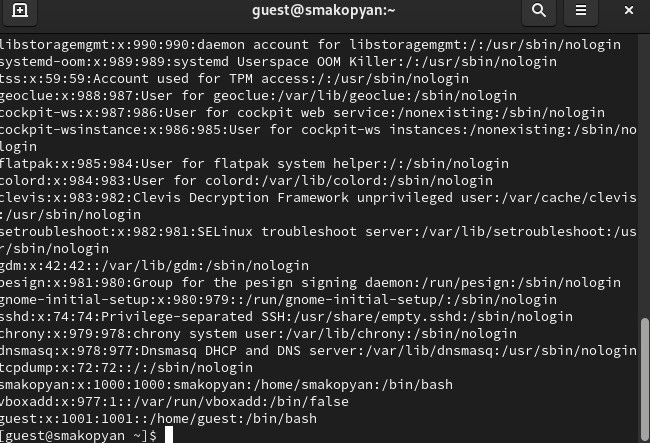 guest@smakopyan:~
libstoragemgmt:x:990:990:daemon account for libstoragemgmt:/:/usr/sbin/nologin
systemd-oom:x:989:989:systemd Userspace OOM Killer:/:/usr/sbin/nologin
tss:x:59:59:Account used for TPM access:/:/usr/sbin/nologin
geoclue:x:988:987:User for geoclue:/var/lib/geoclue:/sbin/nologin
cockpit-ws:x:987:986:User for cockpit web service:/nonexisting:/sbin/nologin
cockpit-wsinstance:x:986:985:User for cockpit-ws instances:/nonexisting:/sbin/no
login
flatpak:x:985:984:User for flatpak system helper:/:/sbin/nologin
colord:x:984:983:User for colord:/var/lib/colord:/sbin/nologin
clevis:x:983:982:Clevis Decryption Framework unprivileged user:/var/cache/clevis
:/usr/sbin/nologin
setroubleshoot:x:982:981:SELinux troubleshoot server:/var/lib/setroubleshoot:/us
r/sbin/nologin
gdm:x:42:42::/var/lib/gdm:/sbin/nologin
pesign:x:981:980:Group for the pesign signing daemon:/run/pesign:/sbin/nologin
gnome-initial-setup:x:980:979::/run/gnome-initial-setup/:/sbin/nologin
sshd:x:74:74:Privilege-separated SSH:/usr/share/empty.sshd:/sbin/nologin
chrony:x:979:978:chrony system user:/var/lib/chrony:/sbin/nologin
dnsmasq:x:978:977:Dnsmasq DHCP and DNS server:/var/lib/dnsmasq:/usr/sbin/nologin
tcpdump:x:72:72::/:/sbin/nologin
smakopyan:x:1000:1000:smakopyan:/home/smakopyan:/bin/bash
vboxadd:x:977:1::/var/run/vboxadd:/bin/false
guest:x:1001:1001::/home/guest:/bin/bash
[guest@smakopyan ~]$